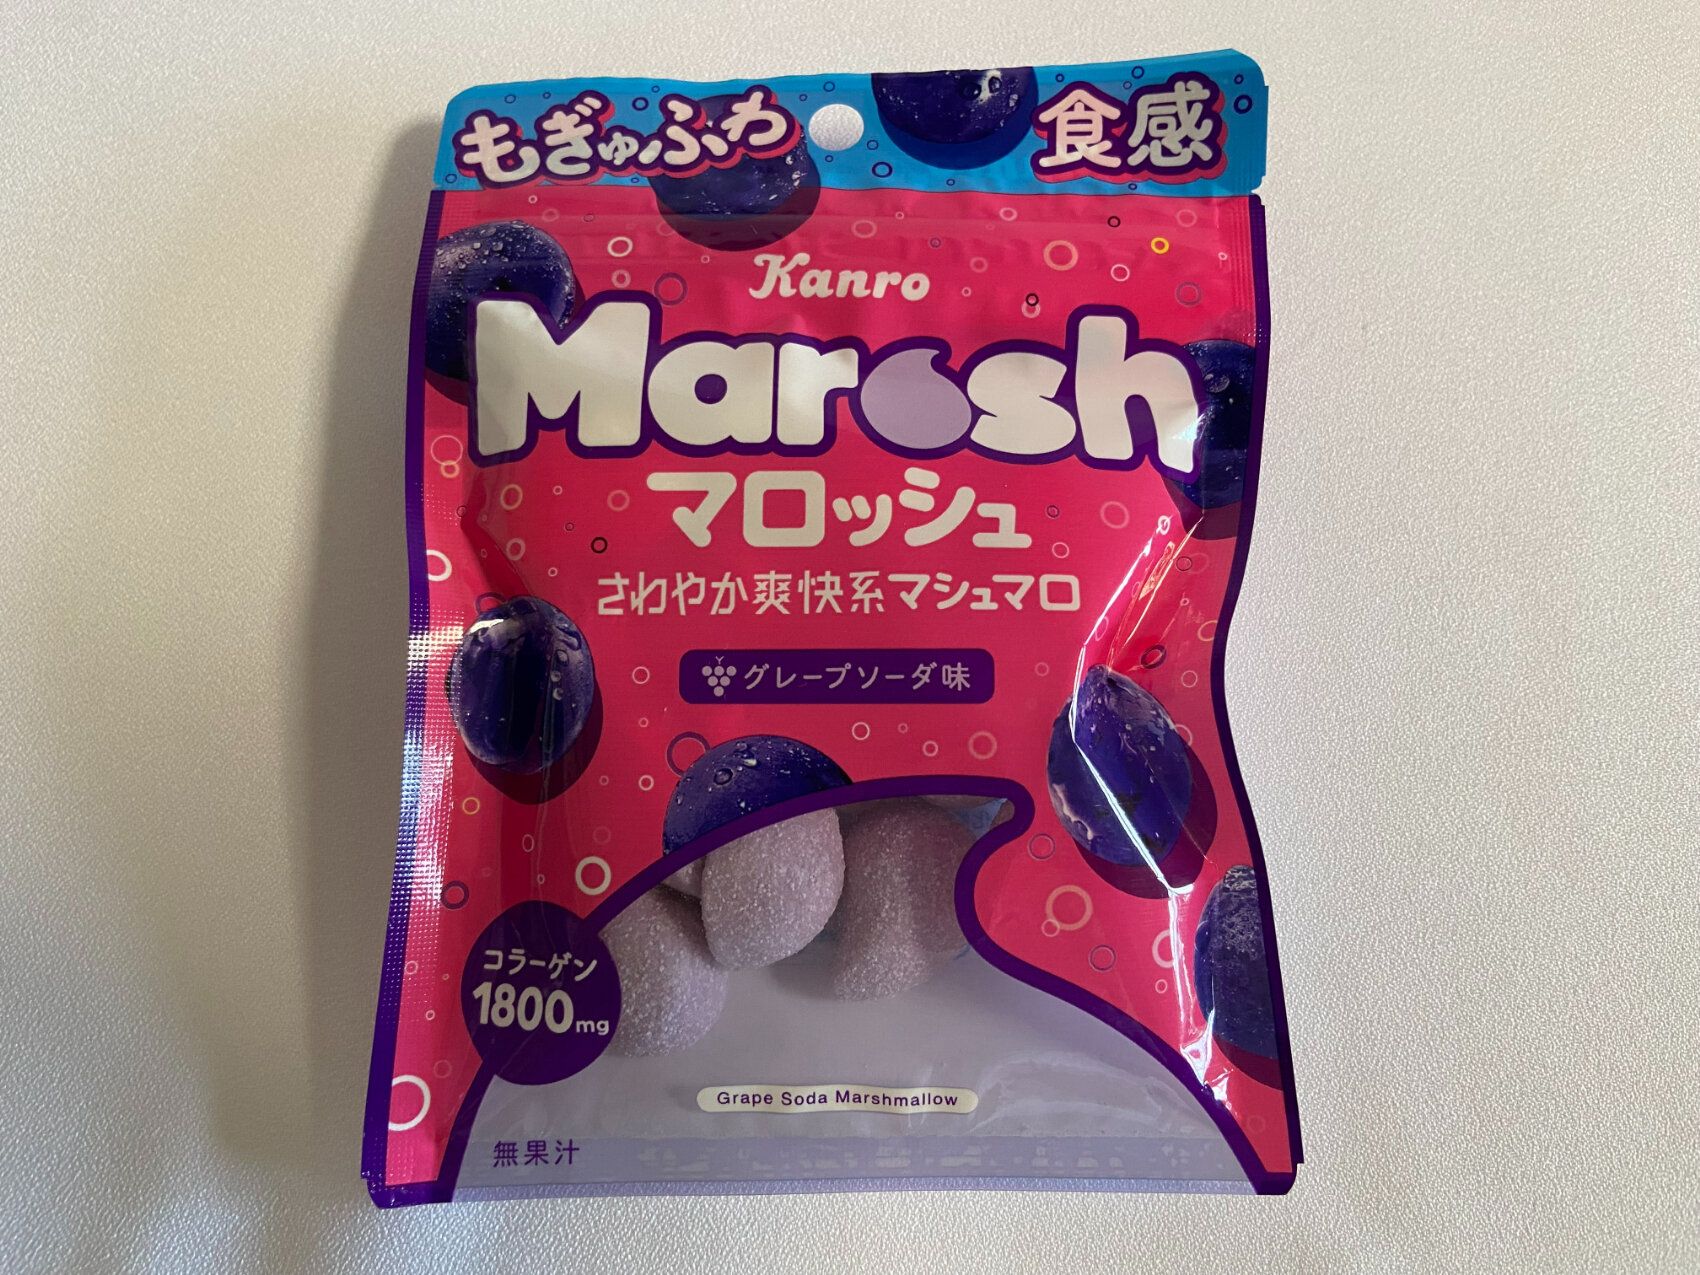 もぎゅふわ 食感
Kanro
Marosh
マロッシュ
さわやか爽快系マシュマロ
グレープソーダ味
コラーゲン
1800mg
Grape Soda Marshmallow
無果汁